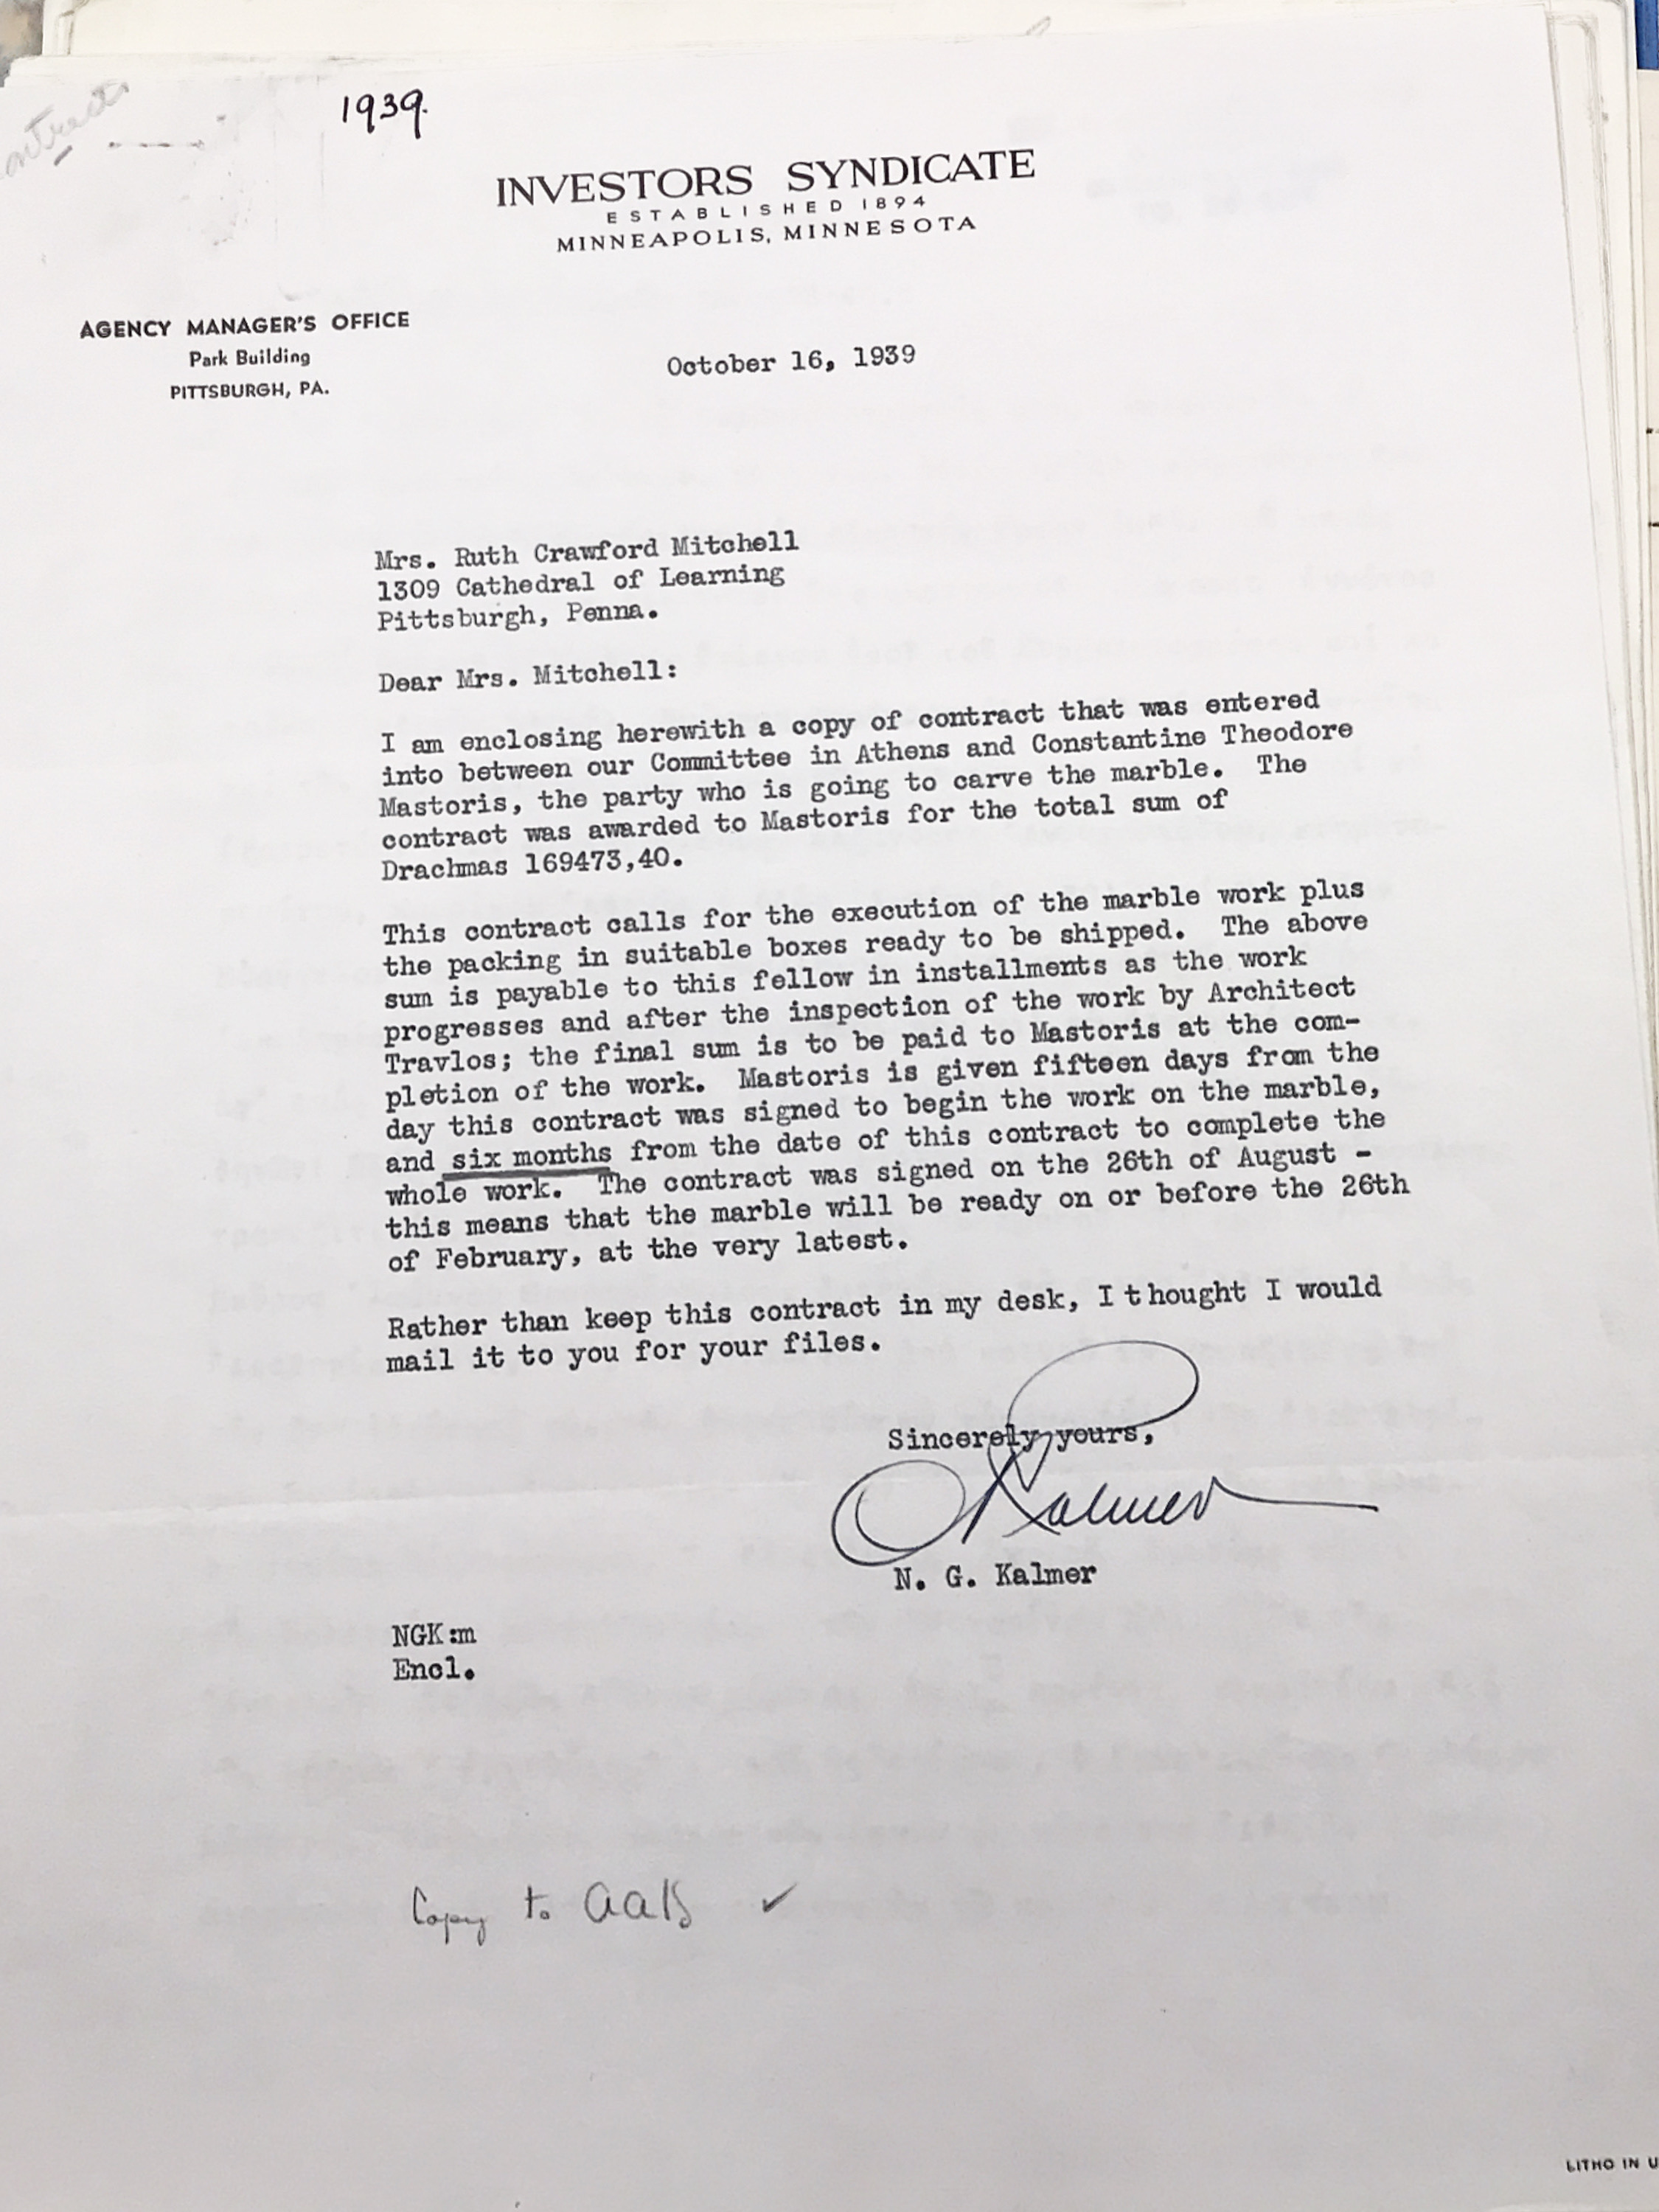 1939.
INVESTORS SYNDICATE
ESTABLISHED 1894
MINNEAPOLIS, MINNESOTA
AGENCY MANAGER'S OFFICE
Park Building
PITTSBURGH, PA.
October 16, 1939
Mrs. Ruth Crawford Mitchell
1309 Cathedral of Learning
Pittsburgh, Penna.
Dear Mrs. Mitchell:
I am enclosing herewith a copy of contract that was entered
into between our Committee in Athens and Constantine Theodore
Mastoris, the party who is going to carve the marble. The
contract was awarded to Mastoris for the total sum of
Drachmas 169473,40.
This contract calls for the execution of the marble work plus
the packing in suitable boxes ready to be shipped. The above
sum is payable to this fellow in installments as the work
progresses and after the inspection of the work by Architect
Travlos; the final sum is to be paid to Mastoris at the com-
pletion of the work. Mastoris is given fifteen days from the
day this contract was signed to begin the work on the marble,
and six months from the date of this contract to complete the
whole work. The contract was signed on the 26th of August -
this means that the marble will be ready on or before the 26th
of February, at the very latest.
Rather than keep this contract in my desk, I thought I would
mail it to you for your files.
Sincerely yours,
Kalmer
N. G. Kalmer
NGK:m
Encl.
Copy to aaB ✓
LITHO IN U